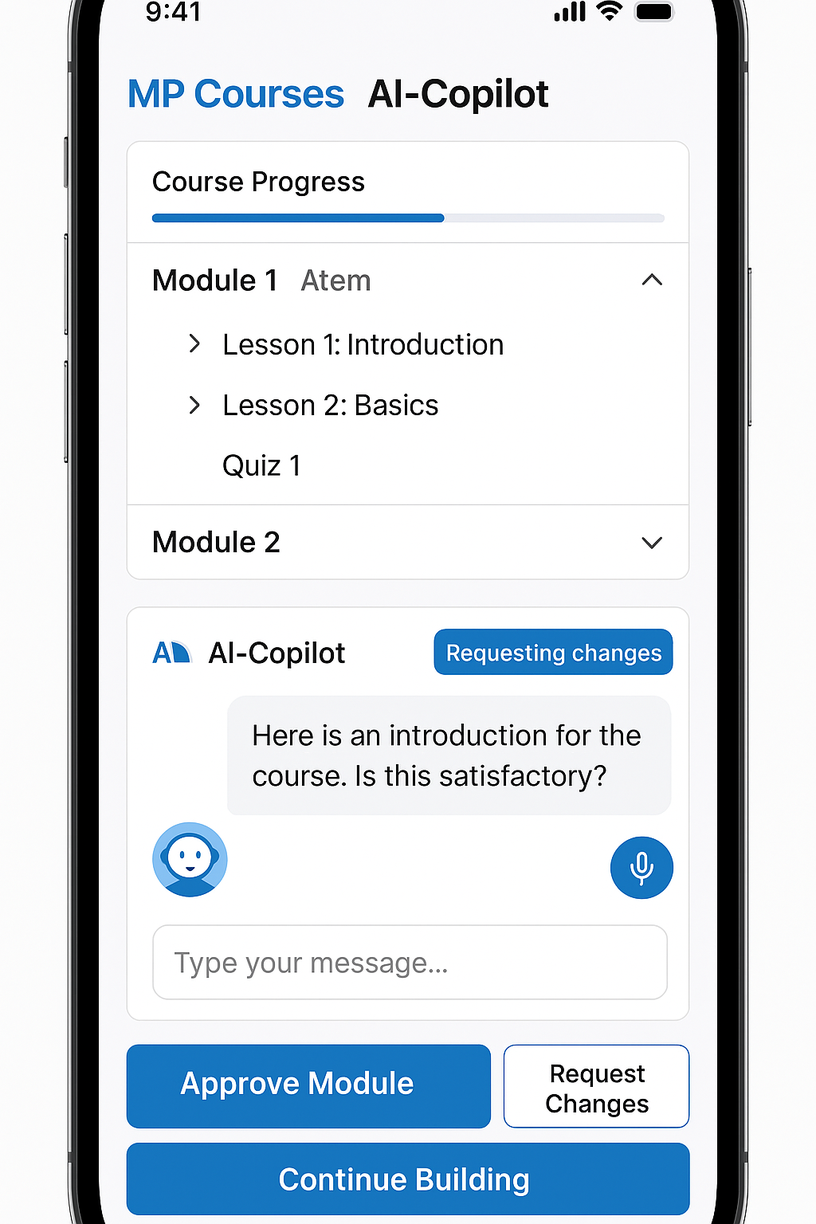 9:41
MP Courses AI-Copilot
Course Progress
Module 1 Atem
Lesson 1: Introduction
Lesson 2: Basics
Quiz 1
Module 2
AI-Copilot
Requesting changes
Here is an introduction for the
course. Is this satisfactory?
Type your message...
Approve Module
Request
Changes
Continue Building